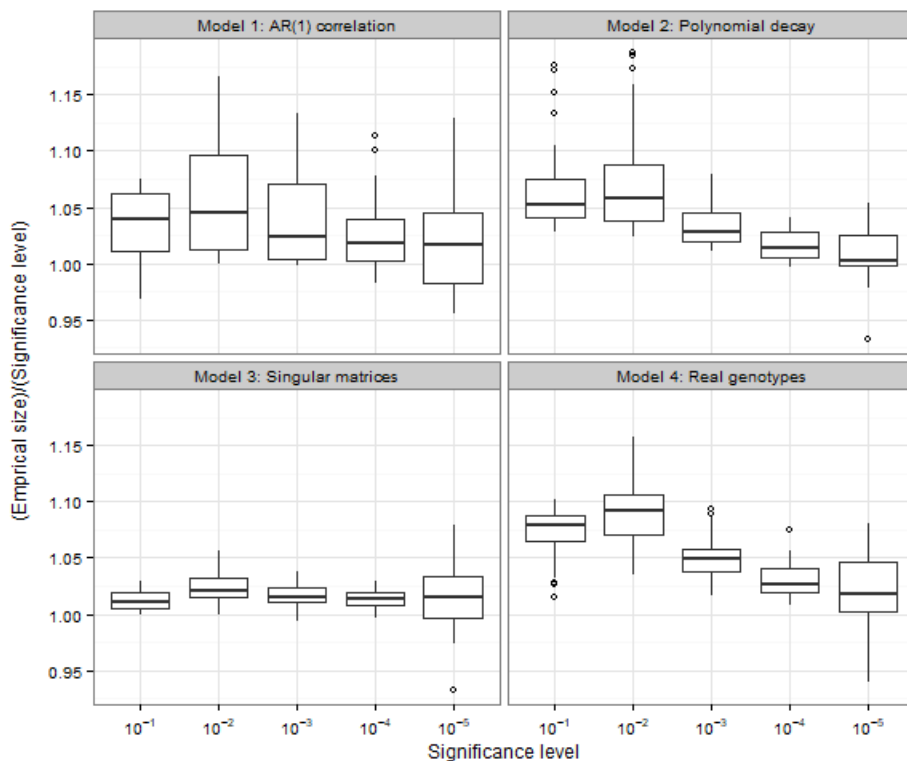 Model 1: AR(1) correlation
Model 2: Polynomial decay
1.15
1.10
1.05
1.00
0.95
Model 3: Singular matrices
Model 4: Real genotypes
1.15
1.10
1.05
1.00
0.95
(Emprical size)/(Significance level)
10⁻¹ 10⁻² 10⁻³ 10⁻⁴ 10⁻⁵
10⁻¹ 10⁻² 10⁻³ 10⁻⁴ 10⁻⁵
Significance level